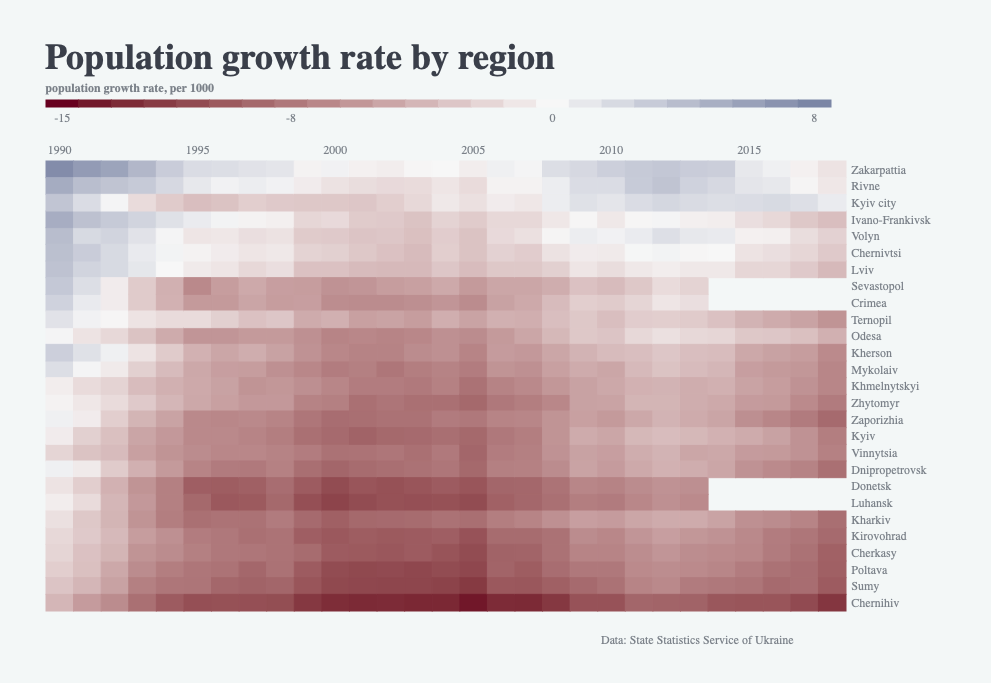 Population growth rate by region
population growth rate, per 1000
-15 -8 0 8
1990 1995 2000 2005 2010 2015
Zakarpattia
Rivne
Kyiv city
Ivano-Frankivsk
Volyn
Chernivtsi
Lviv
Sevastopol
Crimea
Ternopil
Odesa
Kherson
Mykolaiv
Khmelnytskyi
Zhytomyr
Zaporizhia
Kyiv
Vinnytsia
Dnipropetrovsk
Donetsk
Luhansk
Kharkiv
Kirovohrad
Cherkasy
Poltava
Sumy
Chernihiv
Data: State Statistics Service of Ukraine